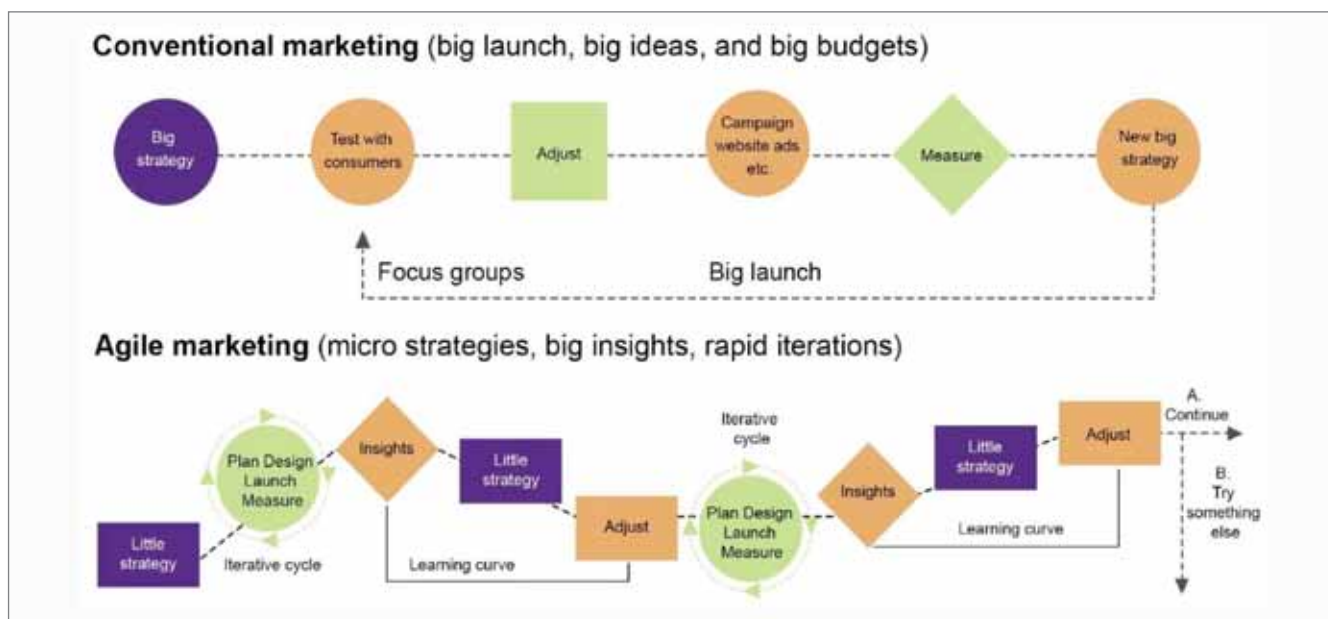 Conventional marketing (big launch, big ideas, and big budgets)
Big
strategy
Test with
consumers
Adjust
Campaign
website ads
etc.
Measure
New big
strategy
Focus groups
Big launch
Agile marketing (micro strategies, big insights, rapid iterations)
Little
strategy
Plan Design
Launch
Measure
Iterative cycle
Insights
Little
strategy
Adjust
Learning curve
Iterative
cycle
Plan Design
Launch
Measure
Insights
Little
strategy
Adjust
Learning curve
A.
Continue
B.
Try
something
else